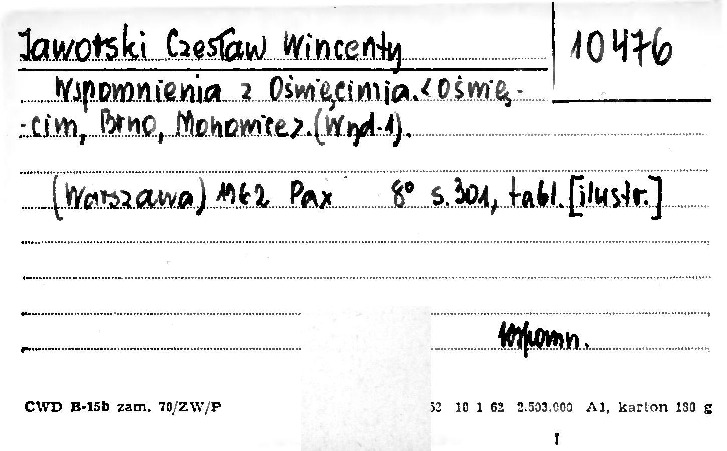 Jaworski Czesław Wincenty
10476
Wspomnienia z Oświęcimia. <Oświę-
-cim, Brno, Monowice>. (Wyd. 1).
(Warszawa) 1962 Pax 8° s. 301, tabl. [ilustr.]
wspomn.
CWD B-15b zam. 70/ZW/P 52 10 1 62 2.503.000 A1, karton 180 g
I